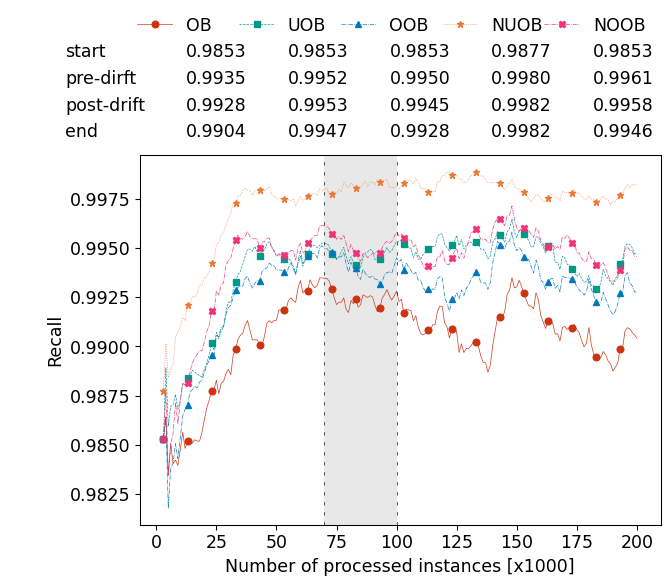 OB UOB OOB NUOB NOOB
start 0.9853 0.9853 0.9853 0.9877 0.9853
pre-dirft 0.9935 0.9952 0.9950 0.9980 0.9961
post-drift 0.9928 0.9953 0.9945 0.9982 0.9958
end 0.9904 0.9947 0.9928 0.9982 0.9946
0.9975
0.9950
0.9925
0.9900
0.9875
0.9850
0.9825
Recall
0 25 50 75 100 125 150 175 200
Number of processed instances [x1000]